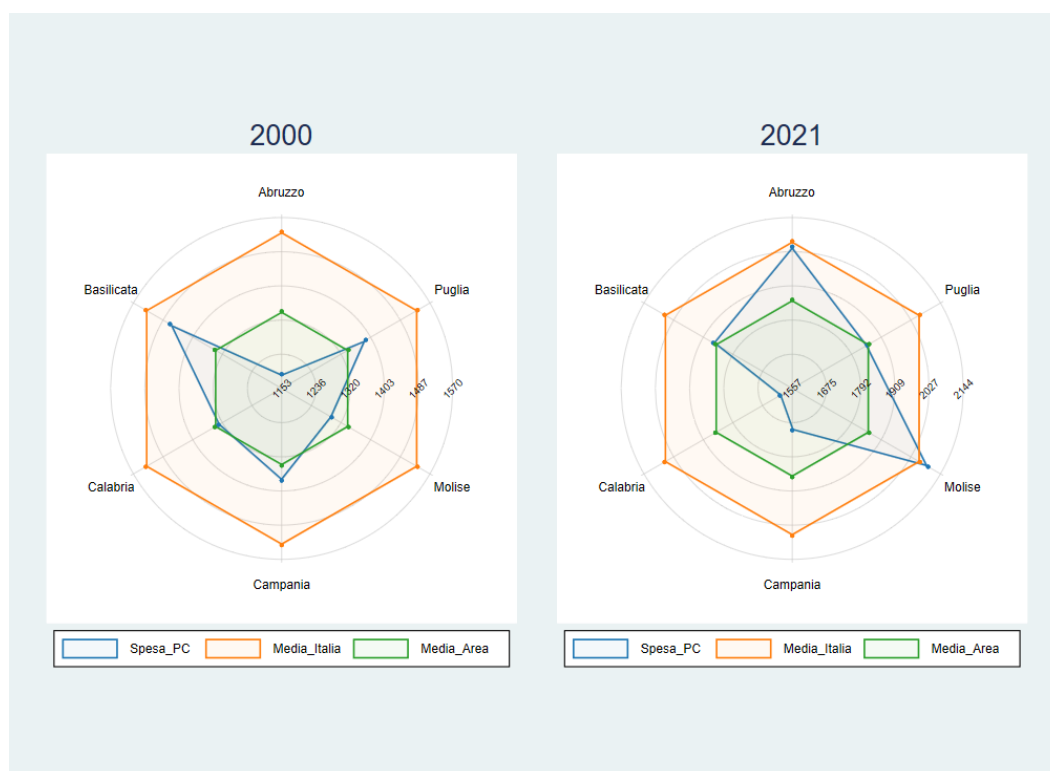 2000
Abruzzo
Basilicata
Puglia
1153 1236 1320 1403 1487 1570
Calabria
Molise
Campania
Spesa_PC Media_Italia Media_Area
2021
Abruzzo
Basilicata
Puglia
1557 1675 1792 1909 2027 2144
Calabria
Molise
Campania
Spesa_PC Media_Italia Media_Area